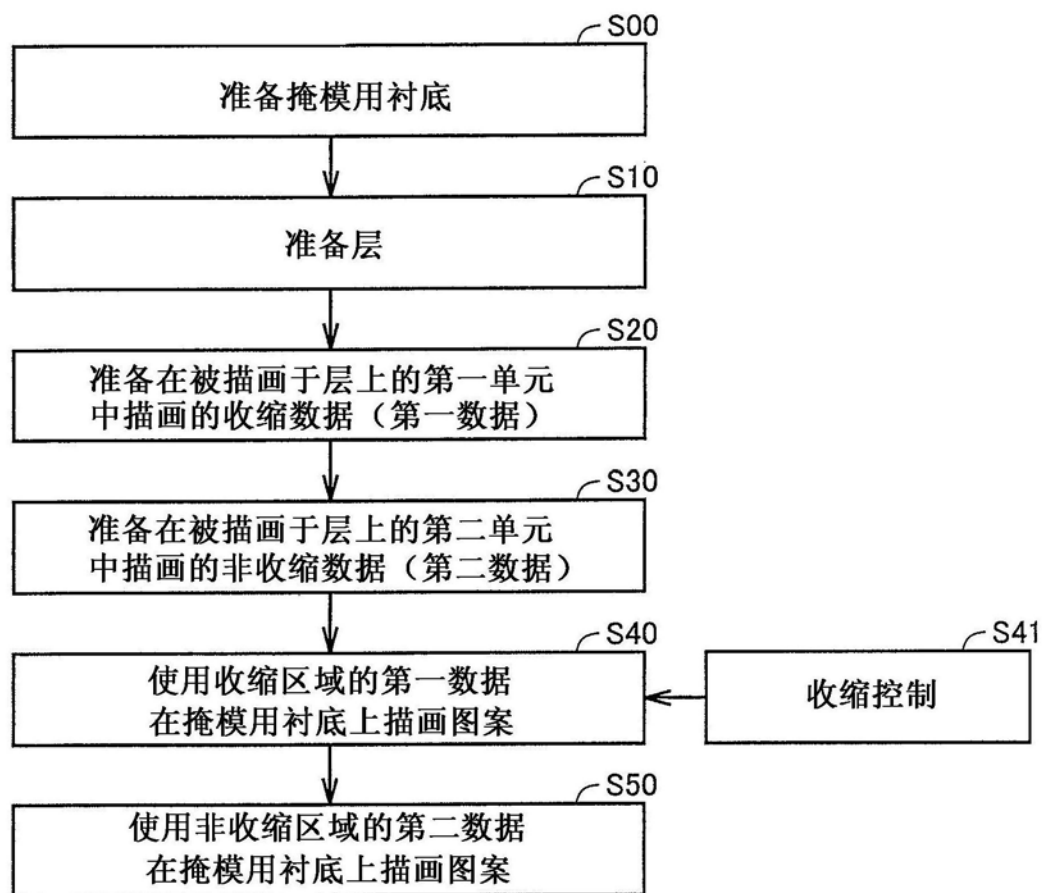 S00
准备掩模用衬底
S10
准备层
S20
准备在被描画于层上的第一单元
中描画的收缩数据（第一数据）
S30
准备在被描画于层上的第二单元
中描画的非收缩数据（第二数据）
S40
使用收缩区域的第一数据
在掩模用衬底上描画图案
S41
收缩控制
S50
使用非收缩区域的第二数据
在掩模用衬底上描画图案